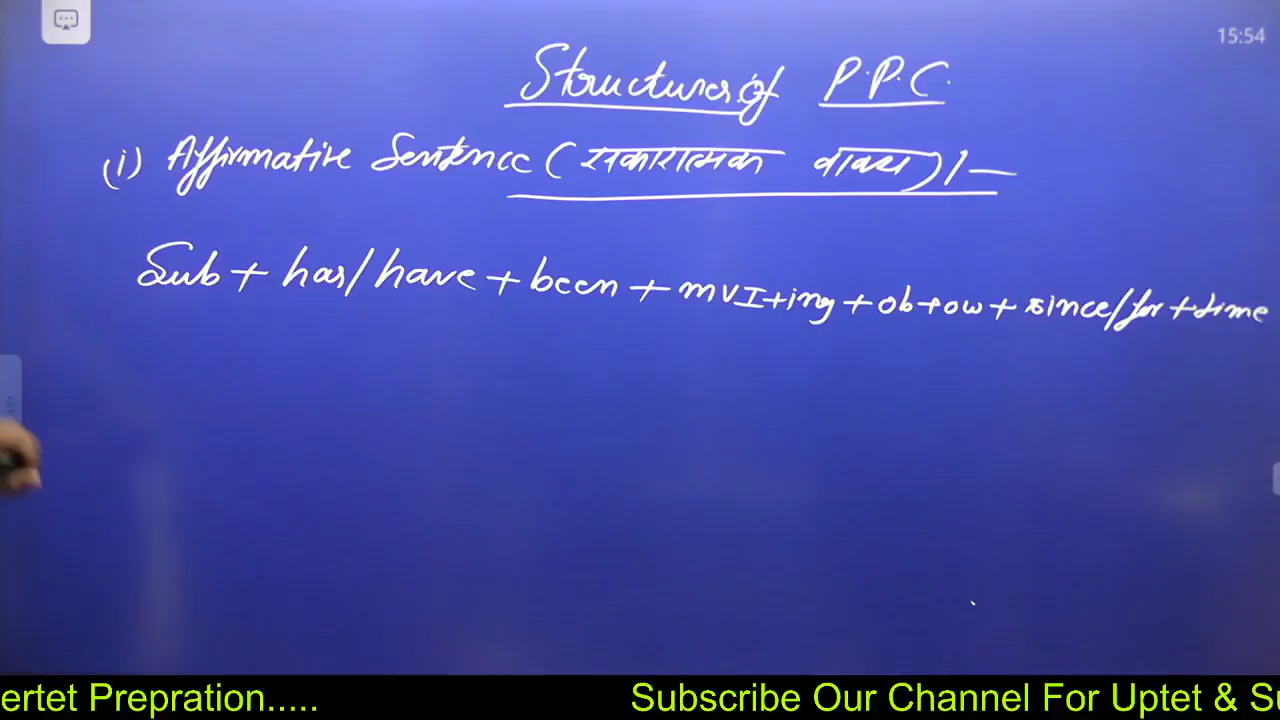 15:54
Structures of P.P.C.
(i) Affirmative Sentence (सकारात्मक वाक्य) :—
Sub + has/have + been + mvI+ing + ob+ow + since/for + time
ertet Prepration..... Subscribe Our Channel For Uptet & Su